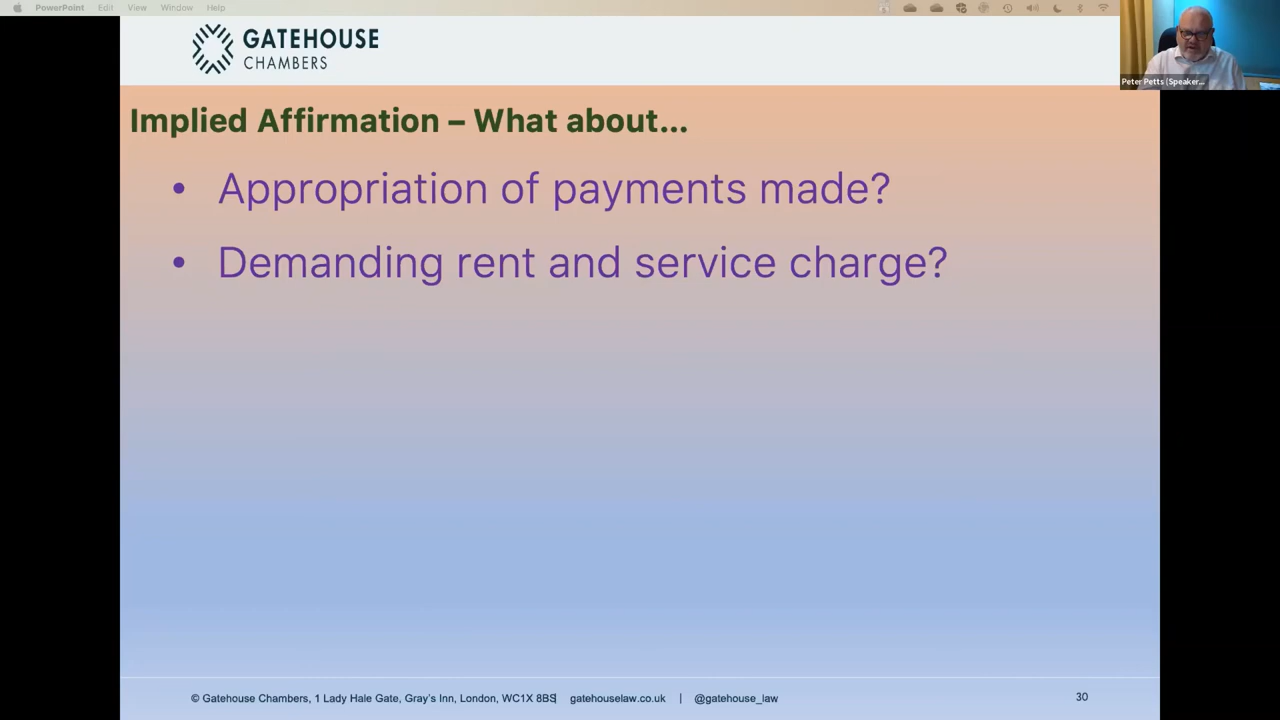 PowerPoint Edit View Window Help
GATEHOUSE
CHAMBERS
Peter Petts (Speaker...
Implied Affirmation – What about...
• Appropriation of payments made?
• Demanding rent and service charge?
© Gatehouse Chambers, 1 Lady Hale Gate, Gray's Inn, London, WC1X 8BS| gatehouselaw.co.uk | @gatehouse_law
30